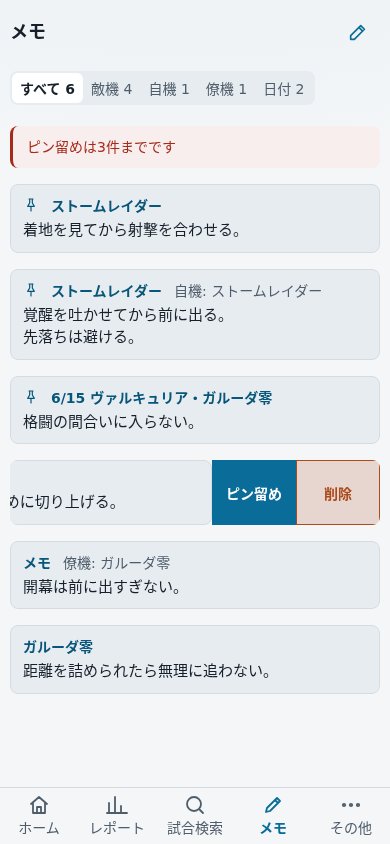 メモ
すべて 6 敵機 4 自機 1 僚機 1 日付 2
ピン留めは3件までです
ストームレイダー
着地を見てから射撃を合わせる。
ストームレイダー 自機: ストームレイダー
覚醒を吐かせてから前に出る。
先落ちは避ける。
6/15 ヴァルキュリア・ガルーダ零
格闘の間合いに入らない。
めに切り上げる。
ピン留め 削除
メモ 僚機: ガルーダ零
開幕は前に出すぎない。
ガルーダ零
距離を詰められたら無理に追わない。
ホーム レポート 試合検索 メモ その他